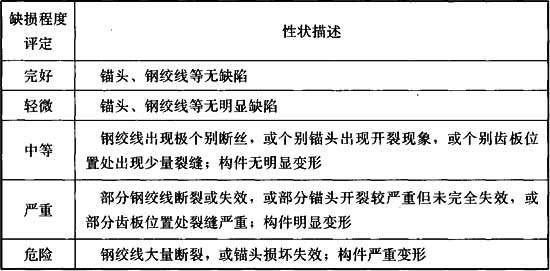 缺损程度
评定
性状描述
完好
锚头、钢绞线等无缺陷
轻微
锚头、钢绞线等无明显缺陷
中等
钢绞线出现极个别断丝，或个别锚头出现开裂现象，或个别齿板位
置处出现少量裂缝；构件无明显变形
严重
部分钢绞线断裂或失效，或部分锚头开裂较严重但未完全失效，或
部分齿板位置处裂缝严重；构件明显变形
危险
钢绞线大量断裂，或锚头损坏失效；构件严重变形